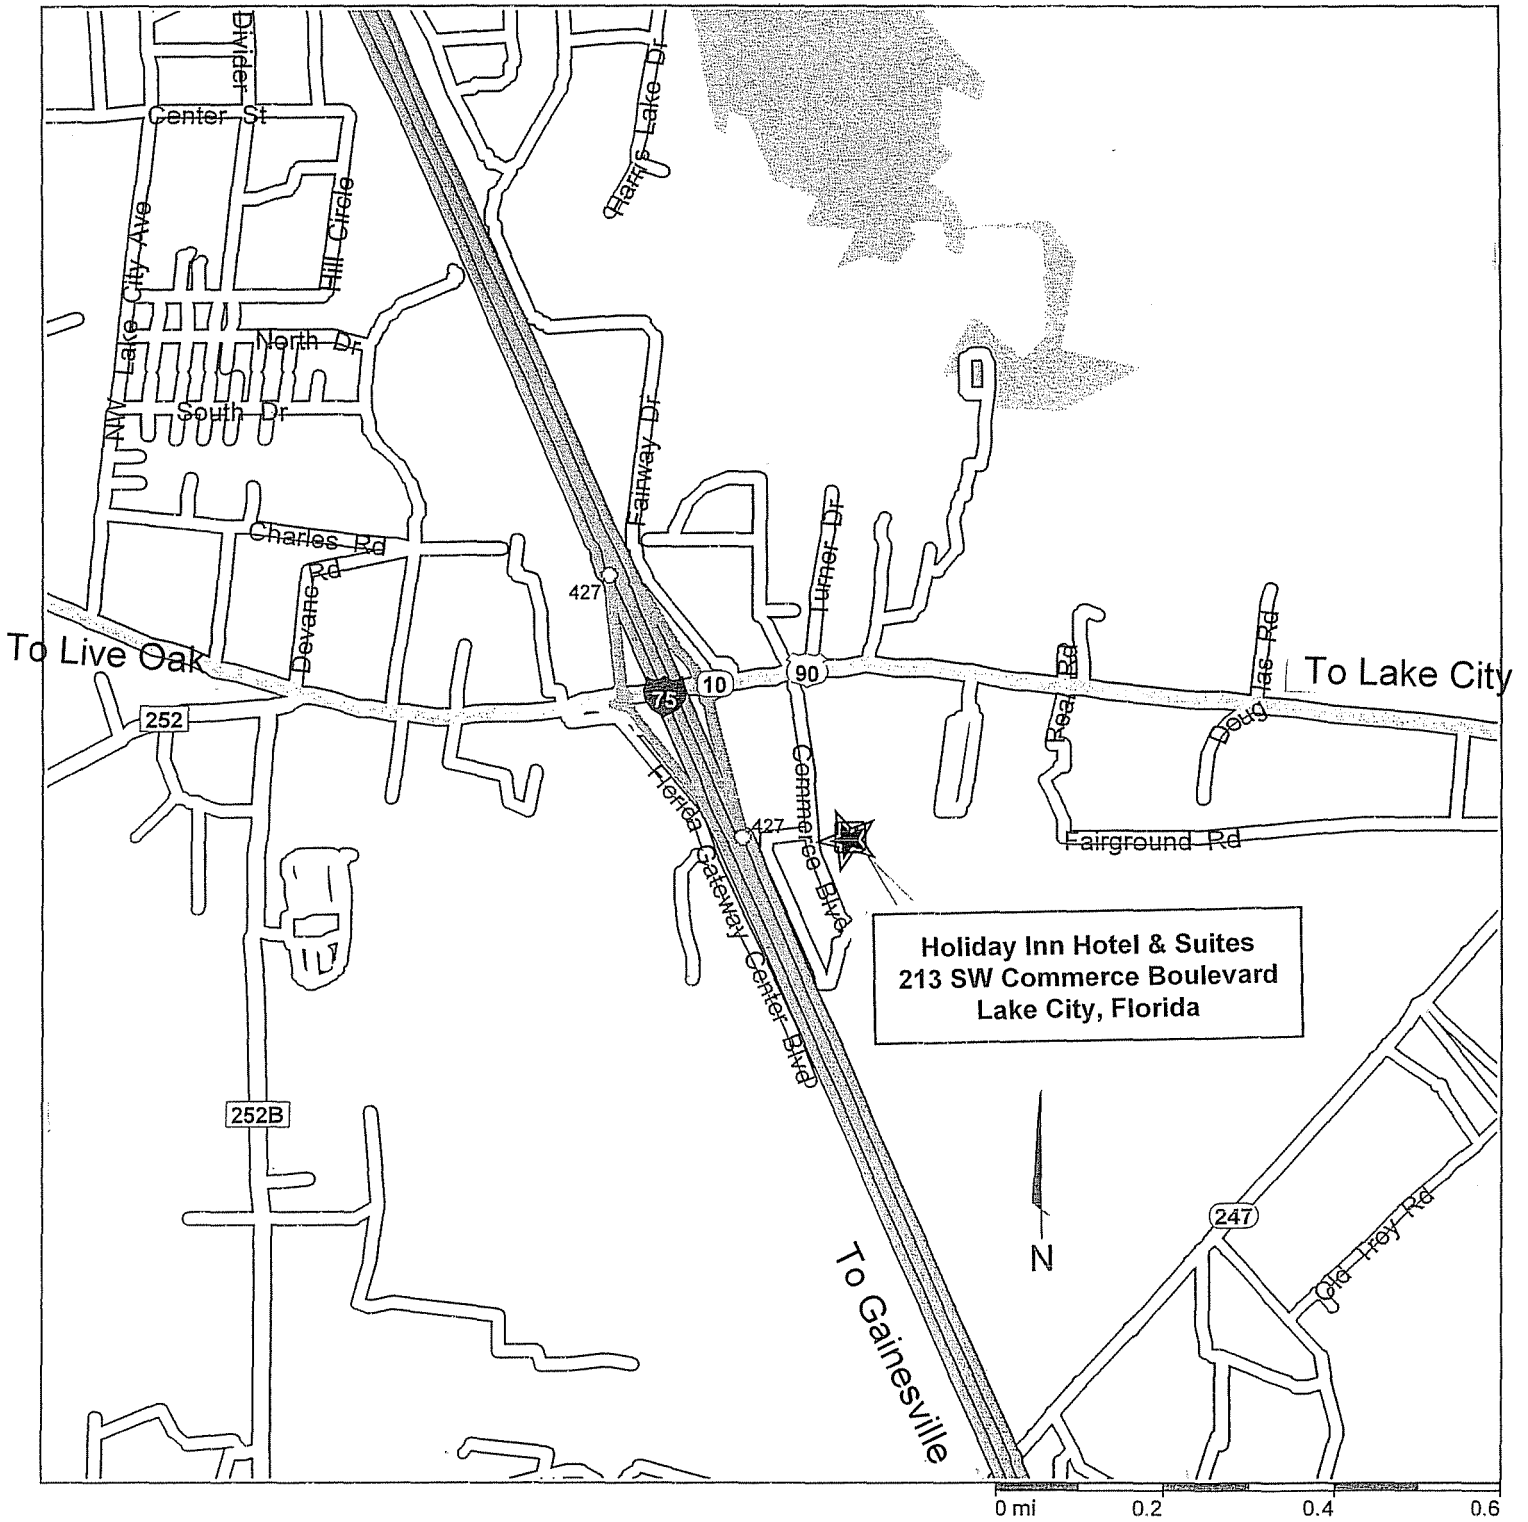 Divider
Center St
Harris Lake Dr
Hill Circle
NW Lake City Ave
North Dr
South Dr
Fairway Dr
Charles Rd
Devane Rd
Turner Dr
427
To Live Oak
To Lake City
252
75
10
90
Pear Rd
Douglas Rd
Florida Gateway Center Blvd
427
Commerce Blvd
Fairground Rd
Holiday Inn Hotel & Suites
213 SW Commerce Boulevard
Lake City, Florida
252B
N
247
Old Troy Rd
To Gainesville
0 mi 0.2 0.4 0.6